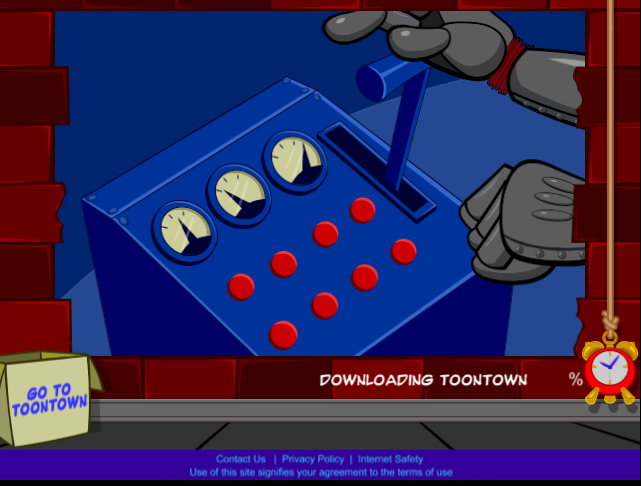 DOWNLOADING TOONTOWN %
GO TO
TOONTOWN
Contact Us | Privacy Policy | Internet Safety
Use of this site signifies your agreement to the terms of use